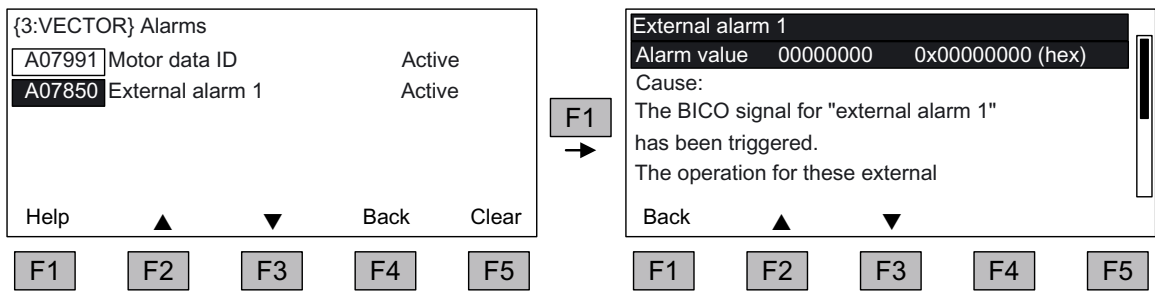 {3:VECTOR} Alarms
A07991 Motor data ID Active
A07850 External alarm 1 Active
Help ▲ ▼ Back Clear
F1 F2 F3 F4 F5
F1
External alarm 1
Alarm value 00000000 0x00000000 (hex)
Cause:
The BICO signal for "external alarm 1"
has been triggered.
The operation for these external
Back ▲ ▼
F1 F2 F3 F4 F5